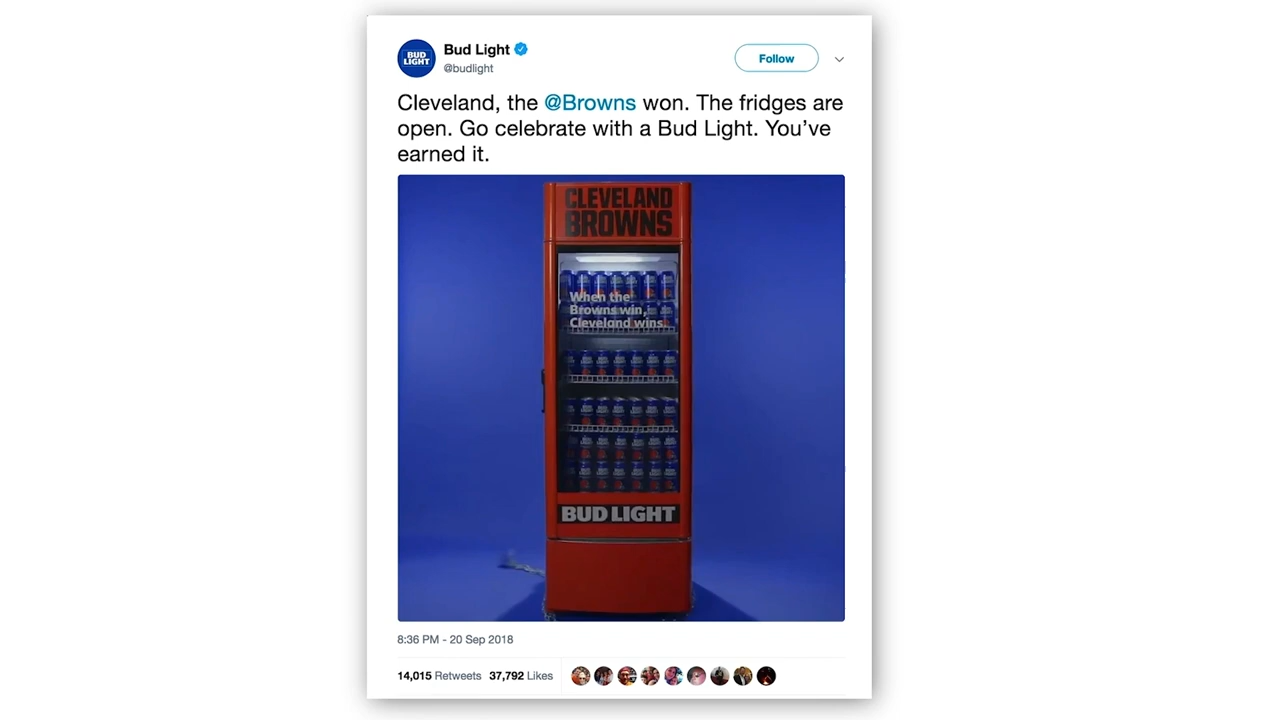 BUD
LIGHT
Bud Light
@budlight
Follow
Cleveland, the @Browns won. The fridges are
open. Go celebrate with a Bud Light. You’ve
earned it.
CLEVELAND
BROWNS
When the
Browns win,
Cleveland wins.
BUD LIGHT
8:36 PM - 20 Sep 2018
14,015 Retweets 37,792 Likes